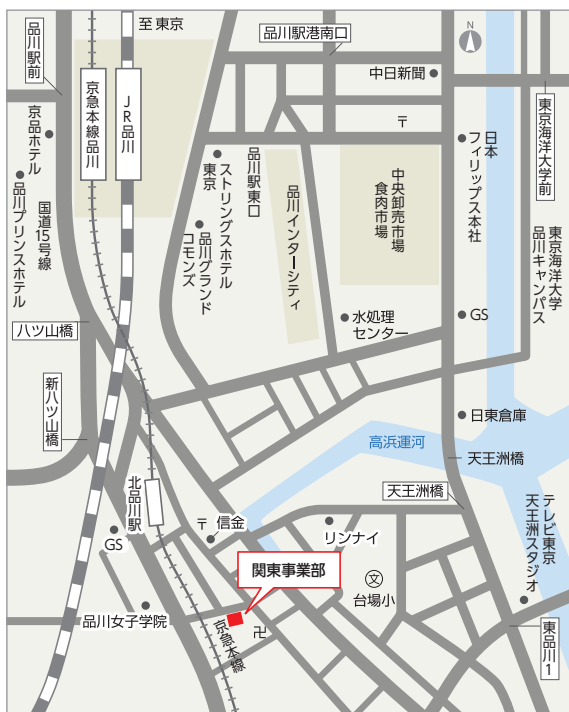 至 東京
品川駅港南口
N
品川駅前
中日新聞
京急本線品川
JR品川
東京海洋大学前
〒
京品ホテル
日本
フィリップス本社
品川プリンスホテル
国道15号線
ストリングスホテル
東京
品川駅東口
品川インターシティ
中央卸売市場
食肉市場
品川グランド
コモンズ
東京海洋大学
品川キャンパス
水処理
センター
GS
八ツ山橋
新八ツ山橋
日東倉庫
高浜運河
天王洲橋
天王洲橋
北品川駅
〒
信金
リンナイ
テレビ東京
天王洲スタジオ
GS
関東事業部
文
台場小
品川女子学院
京急本線
卍
東品川1